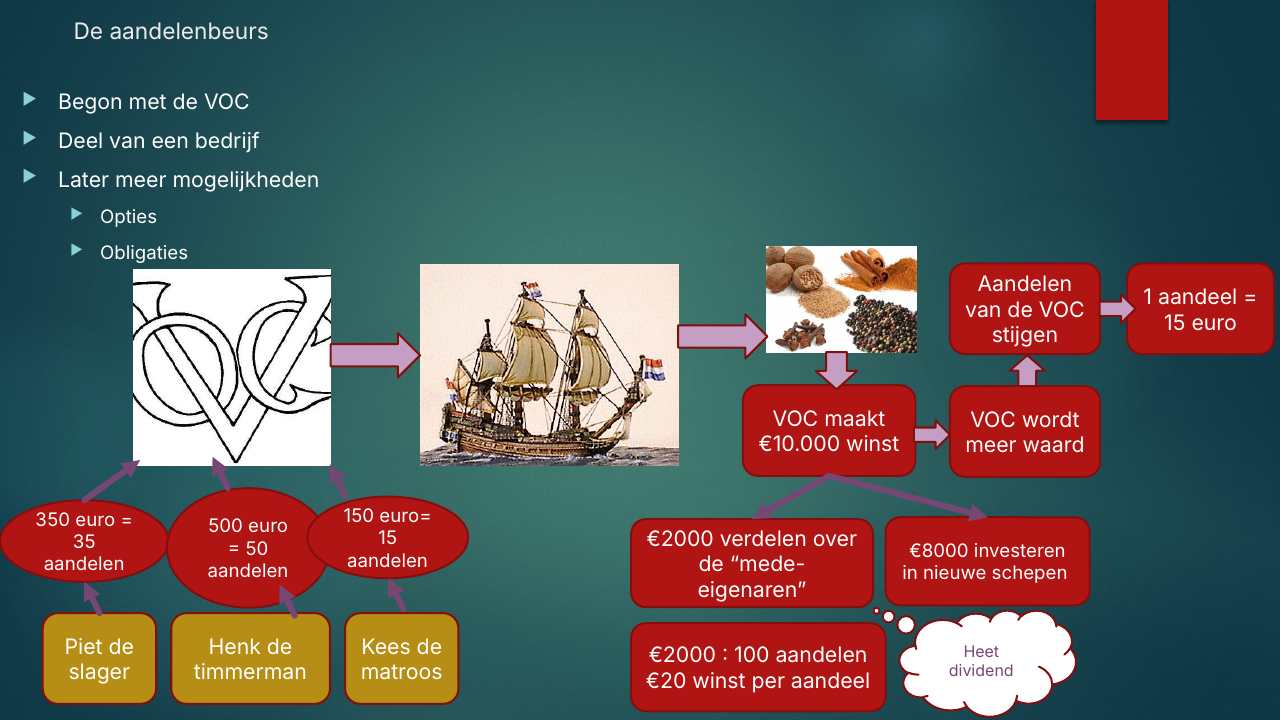 De aandelenbeurs
Begon met de VOC
Deel van een bedrijf
Later meer mogelijkheden
Opties
Obligaties
VOC
350 euro =
35
aandelen
500 euro
= 50
aandelen
150 euro=
15
aandelen
Piet de
slager
Henk de
timmerman
Kees de
matroos
VOC maakt
€10.000 winst
VOC wordt
meer waard
Aandelen
van de VOC
stijgen
1 aandeel =
15 euro
€2000 verdelen over
de “mede-
eigenaren”
€8000 investeren
in nieuwe schepen
€2000 : 100 aandelen
€20 winst per aandeel
Heet
dividend